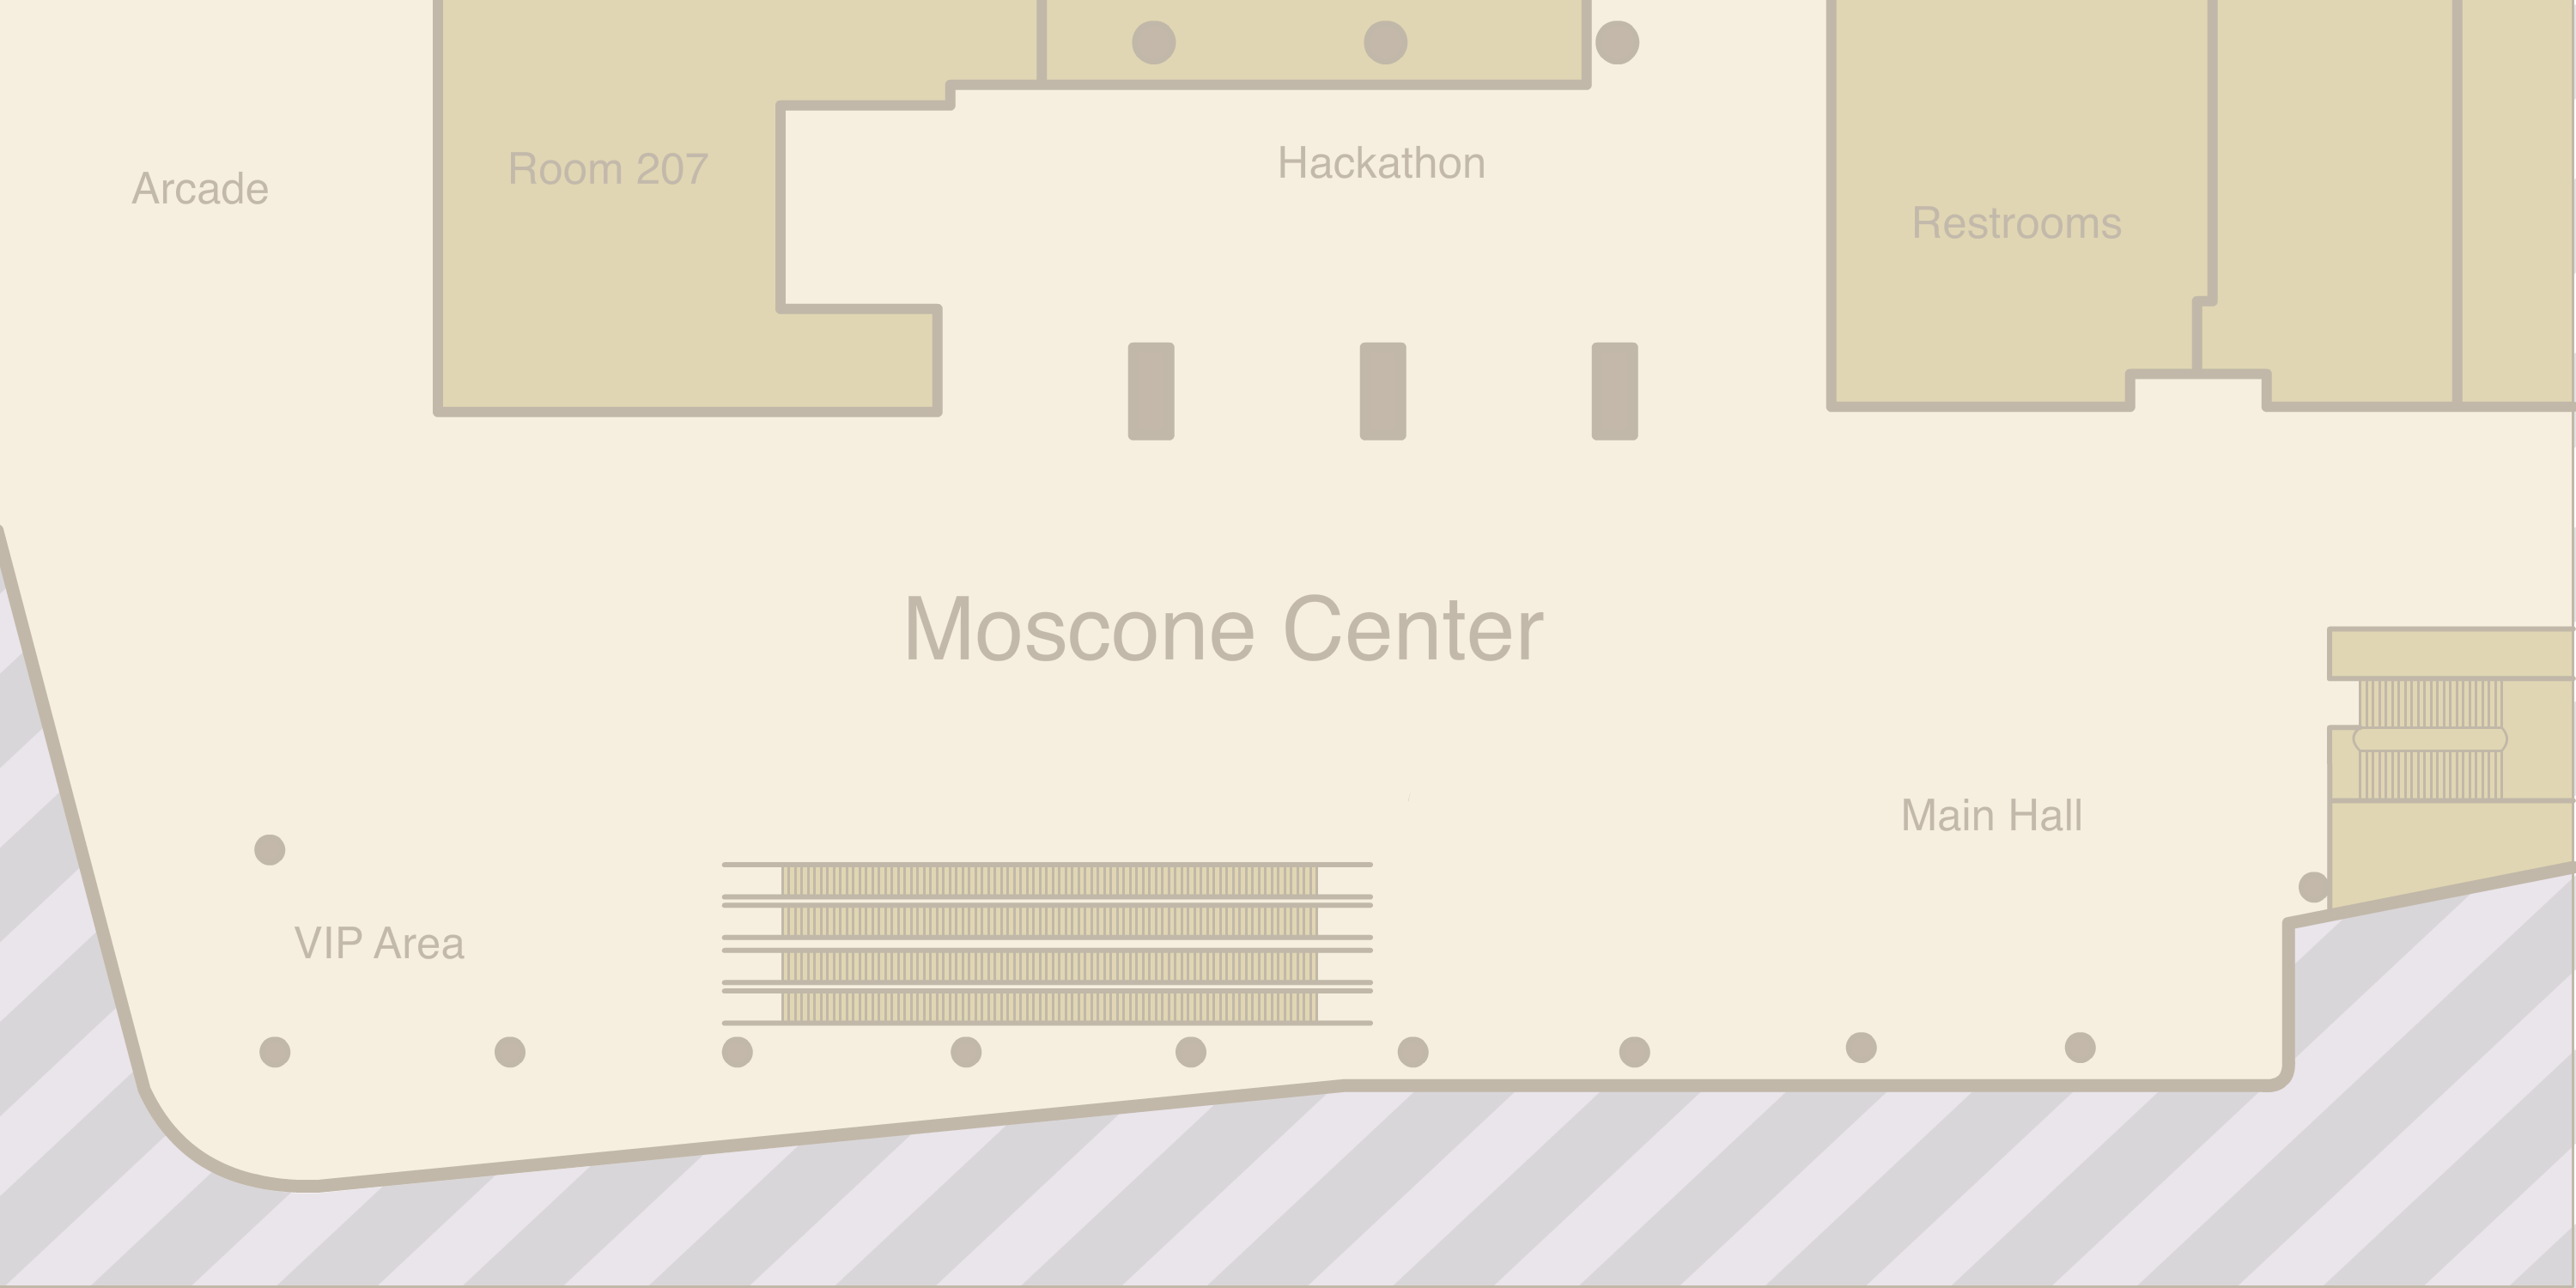 Hackathon
Room 207
Arcade
Restrooms
Moscone Center
Main Hall
VIP Area